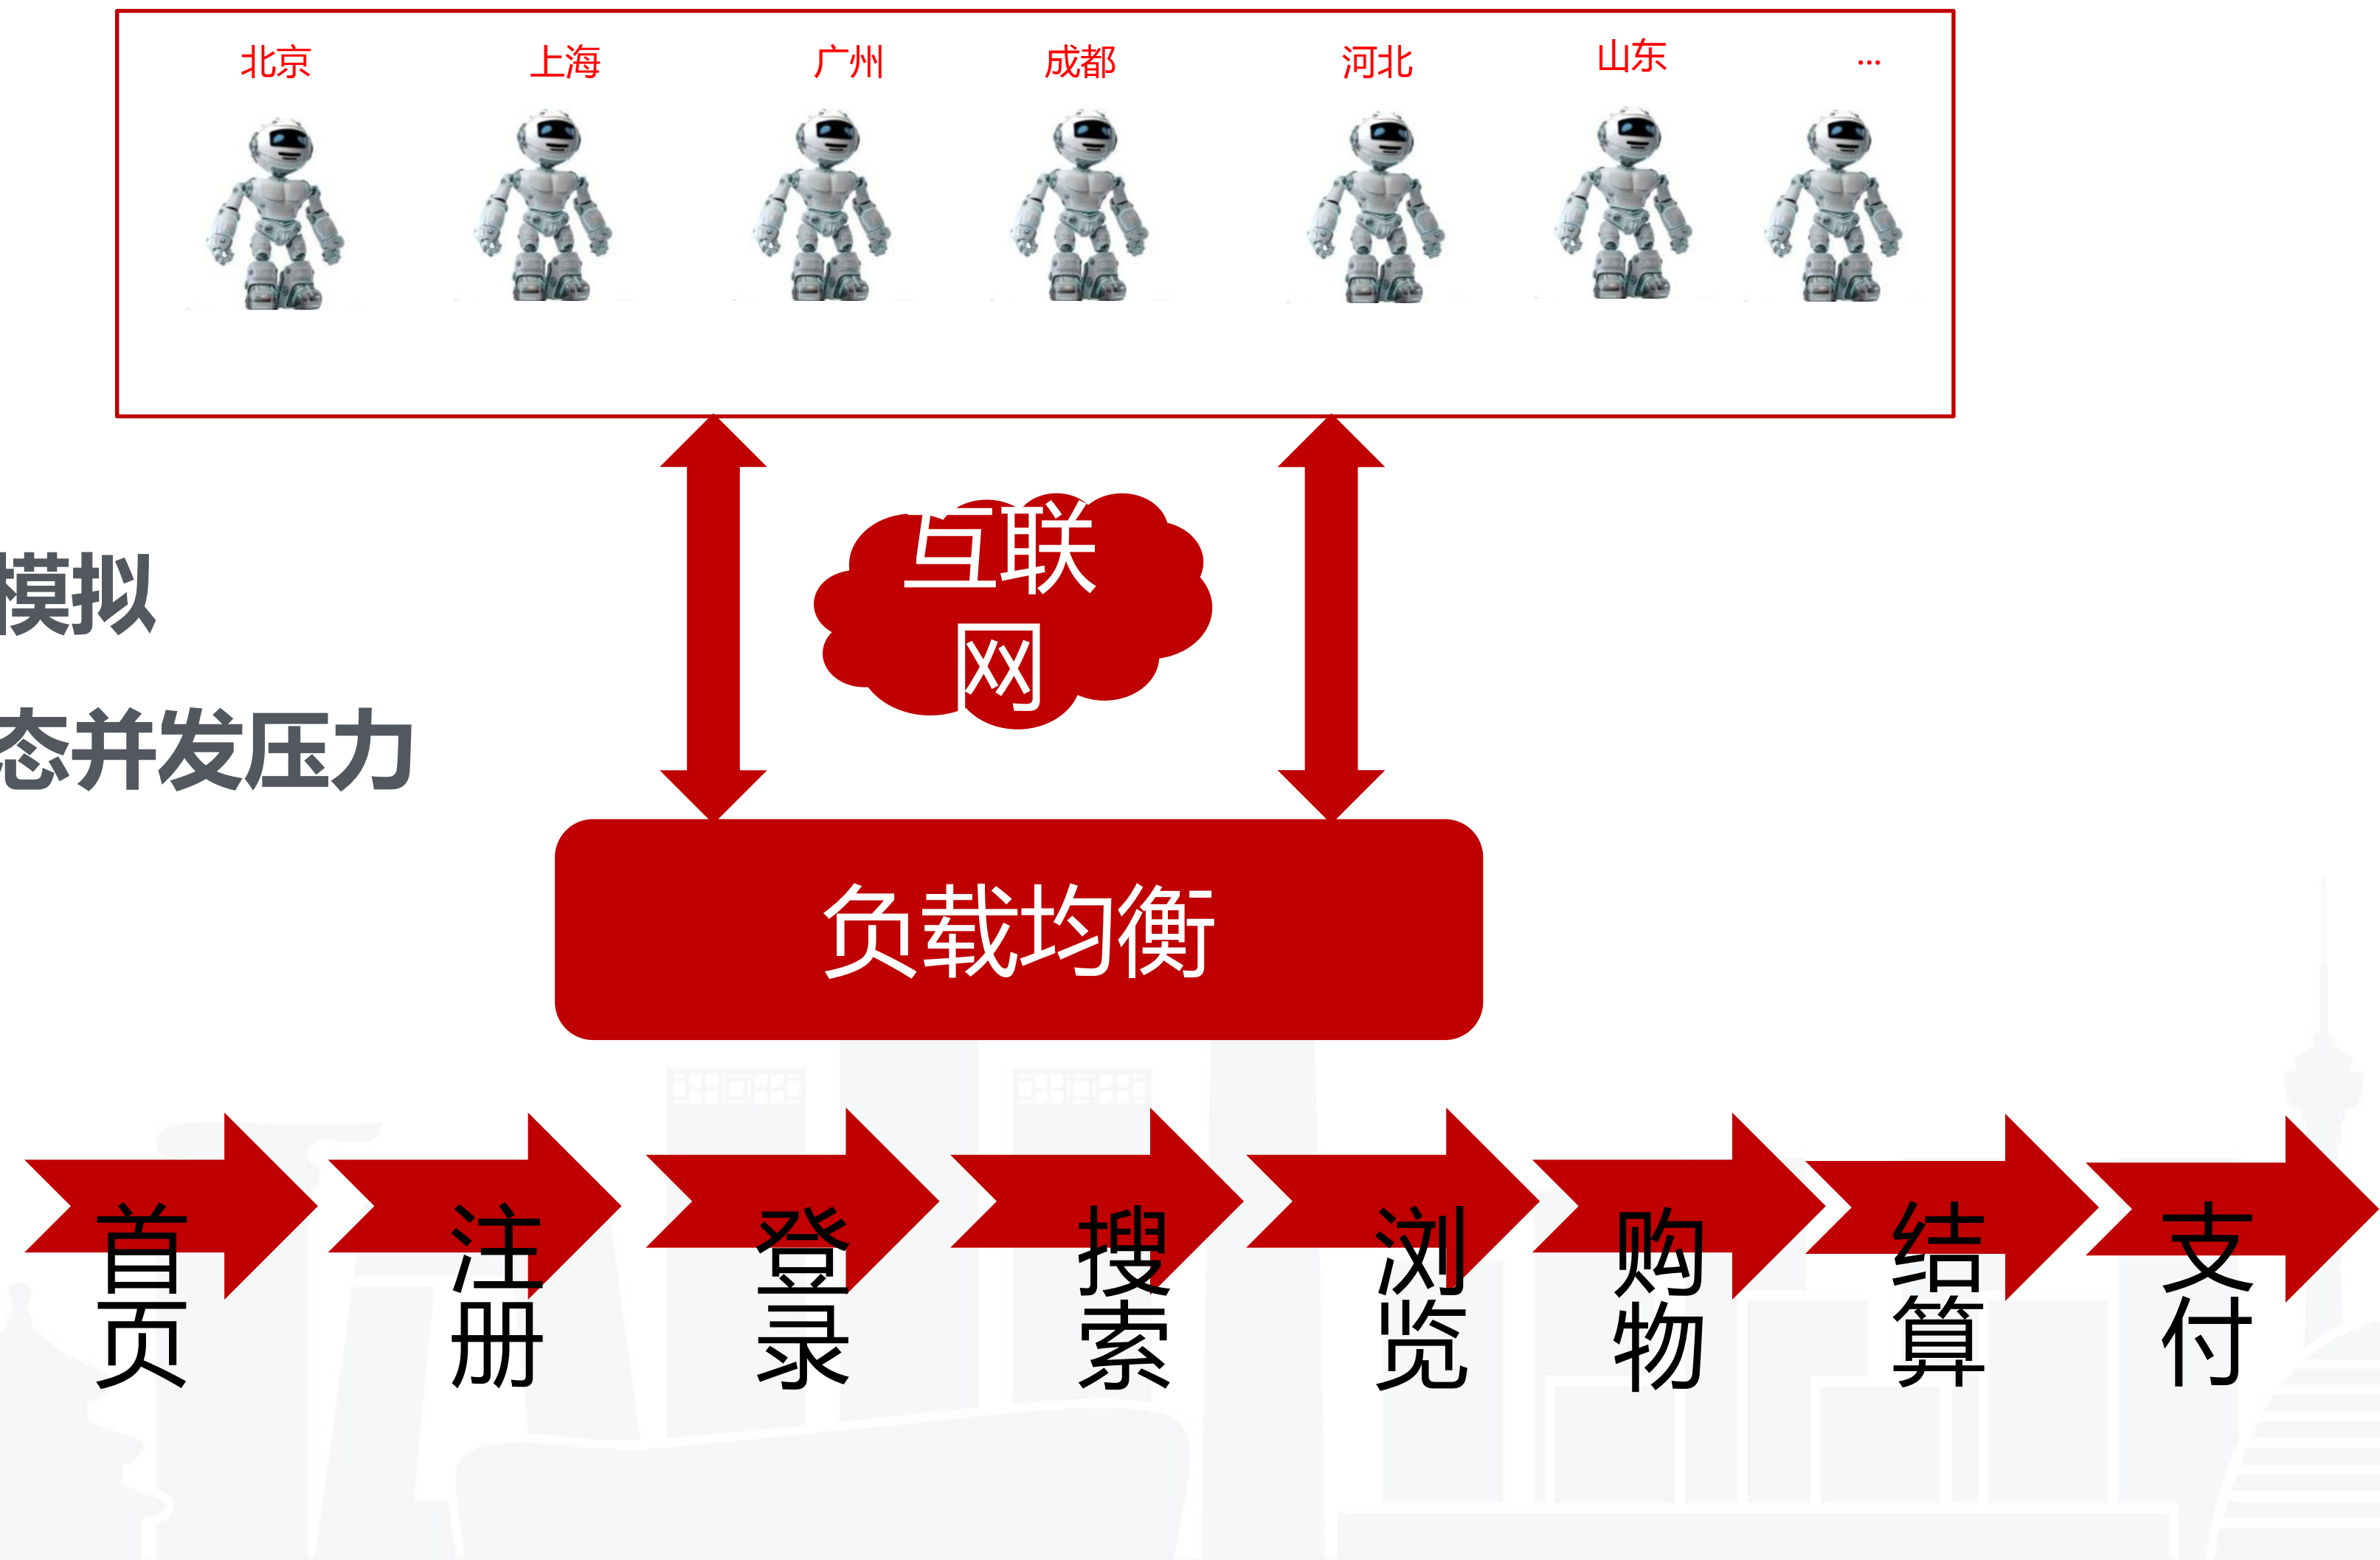 北京
上海
广州
成都
河北
山东
...
互联
网
模拟
态并发压力
负载均衡
首页
注册
登录
搜索
浏览
购物
结算
支付